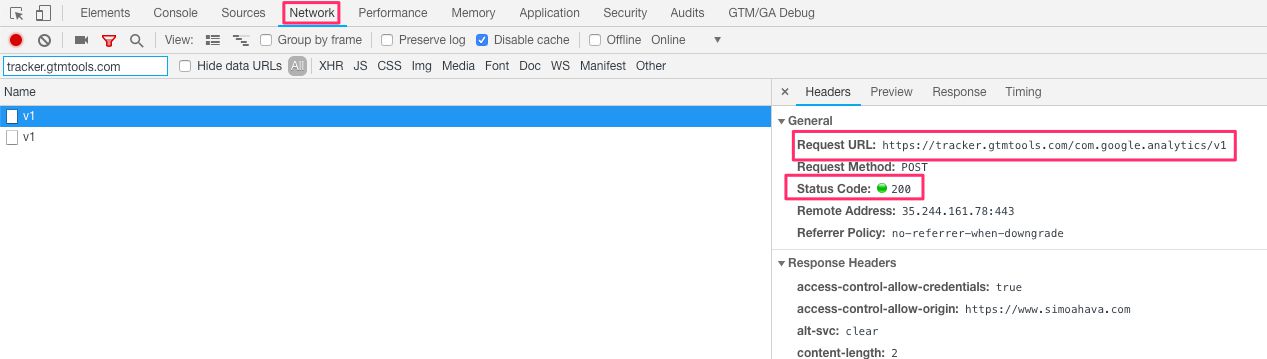 Elements Console Sources Network Performance Memory Application Security Audits GTM/GA Debug
View: Group by frame Preserve log Disable cache Offline Online
tracker.gtmtools.com Hide data URLs All XHR JS CSS Img Media Font Doc WS Manifest Other
Name
v1
v1
× Headers Preview Response Timing
General
Request URL: https://tracker.gtmtools.com/com.google.analytics/v1
Request Method: POST
Status Code: 200
Remote Address: 35.244.161.78:443
Referrer Policy: no-referrer-when-downgrade
Response Headers
access-control-allow-credentials: true
access-control-allow-origin: https://www.simoahava.com
alt-svc: clear
content-length: 2